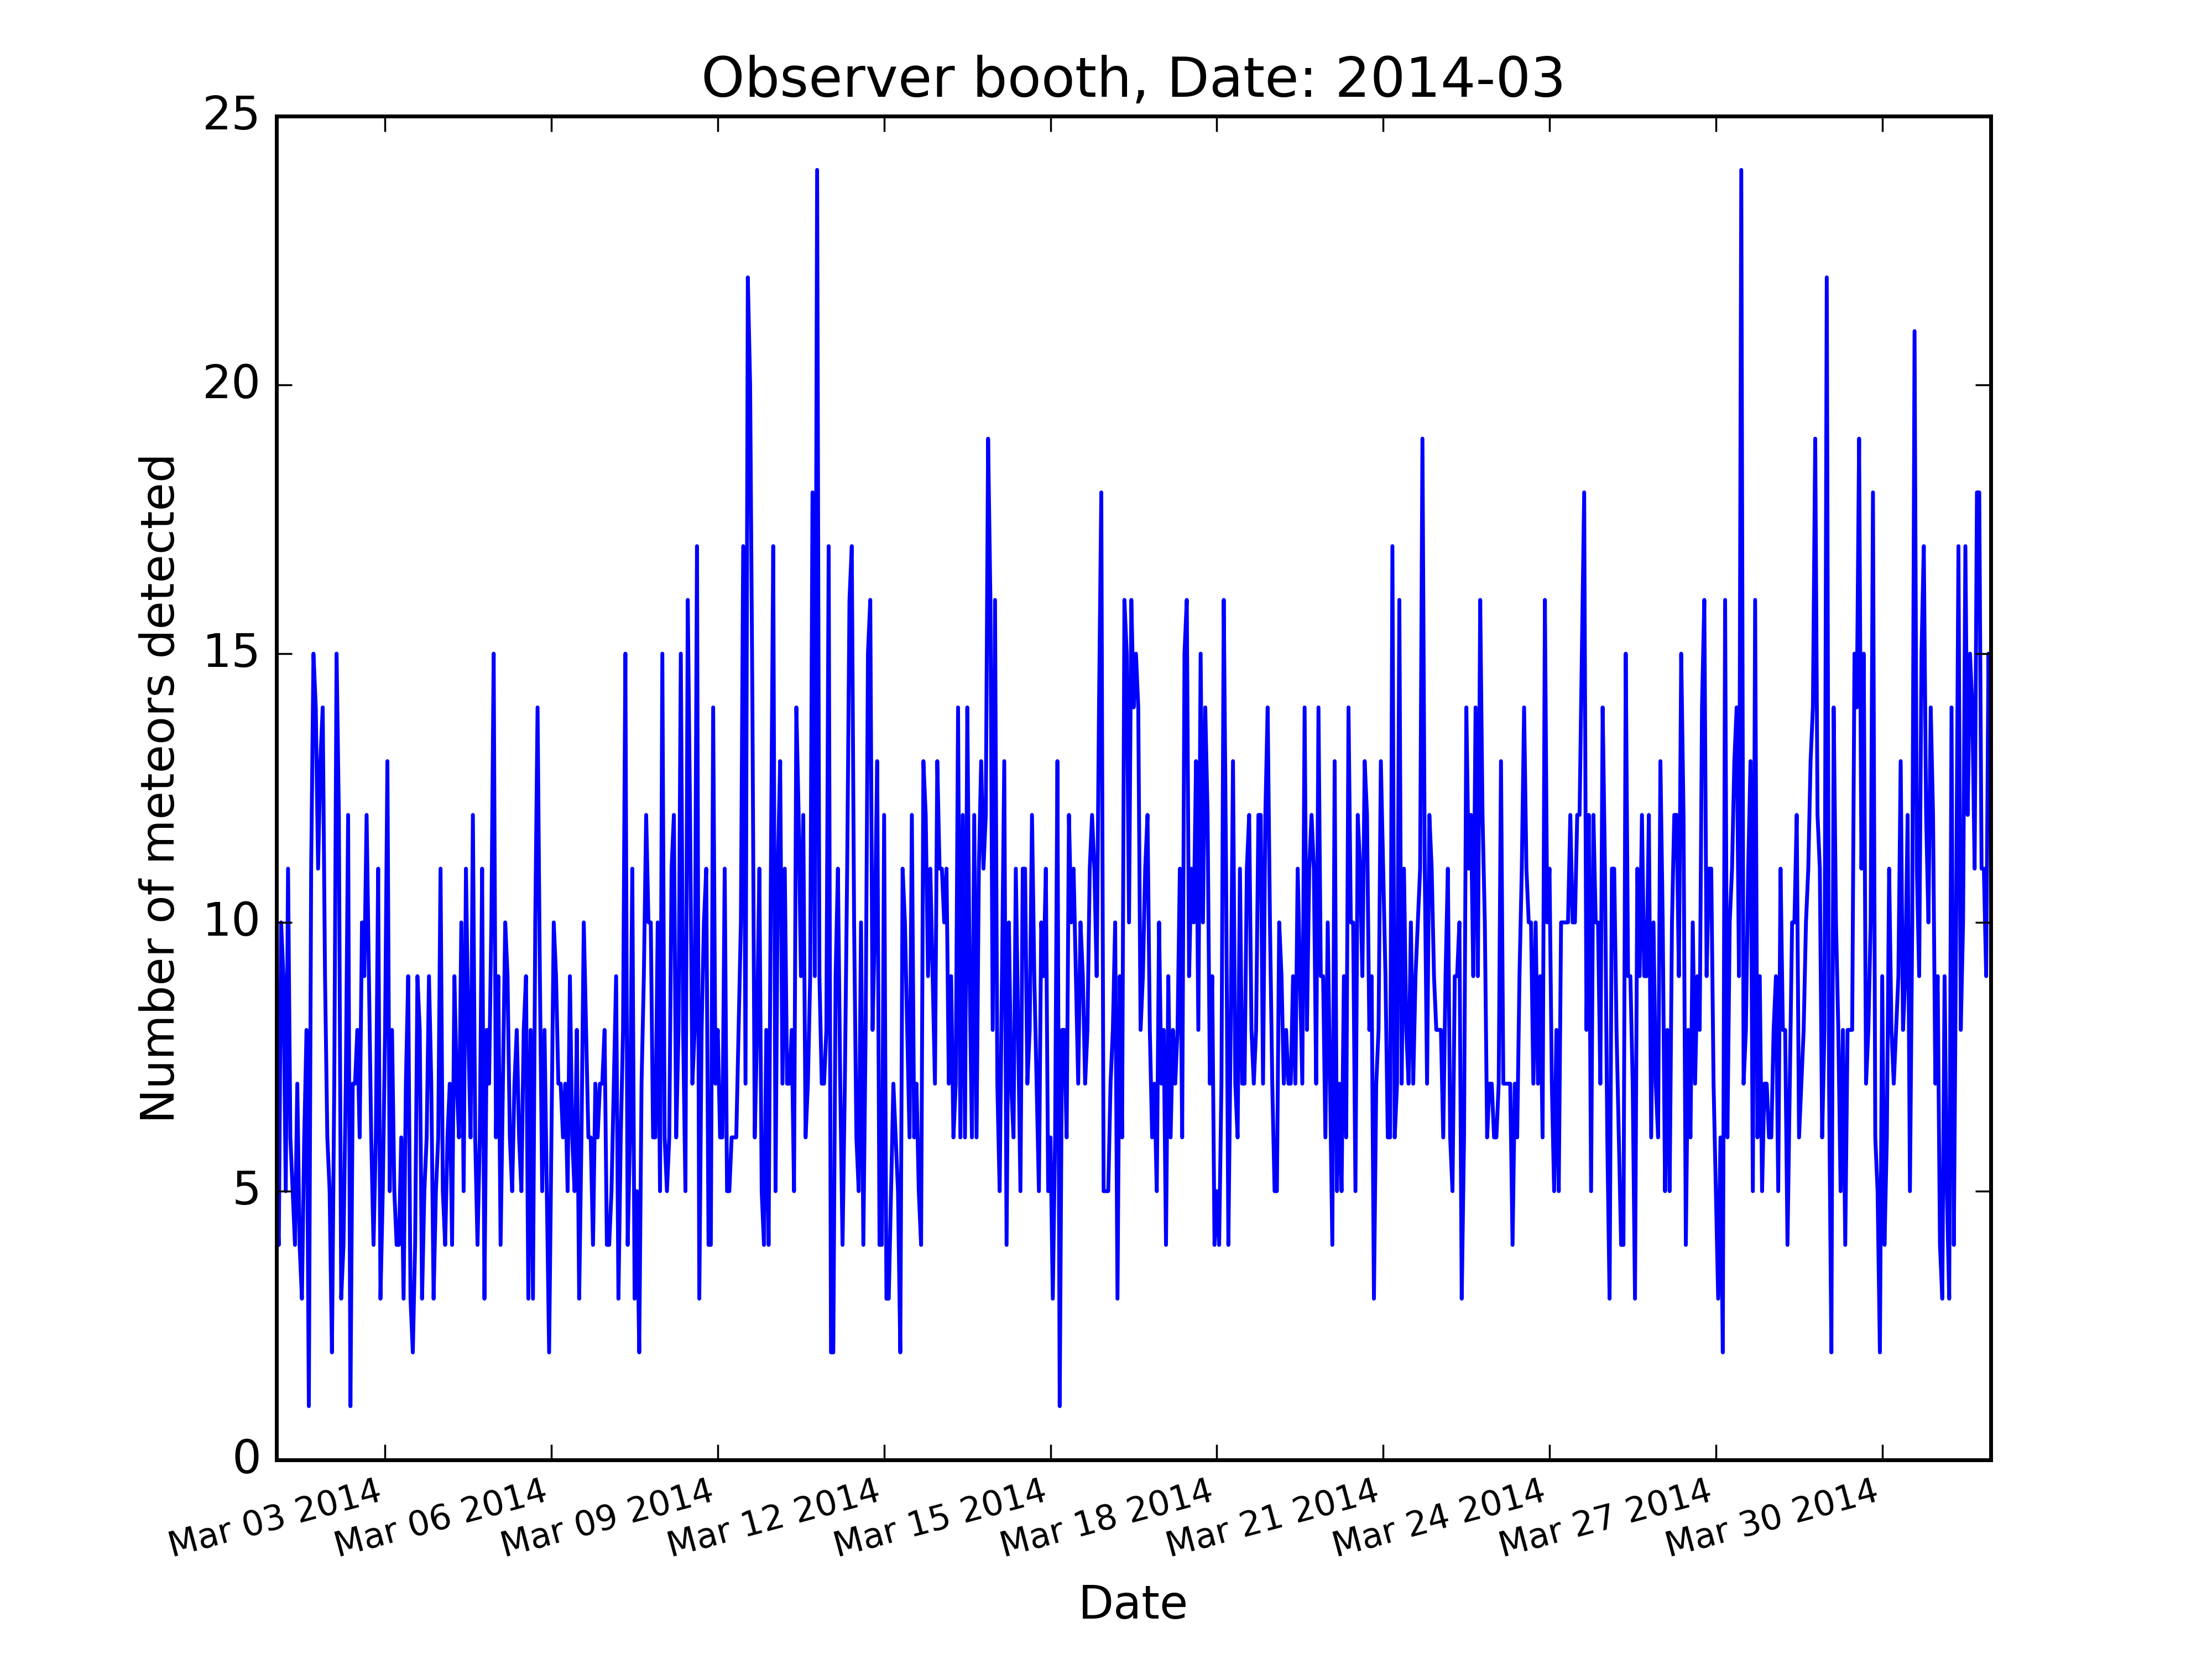 Observer booth, Date: 2014-03
25
20
15
10
5
0
Number of meteors detected
Mar 03 2014
Mar 06 2014
Mar 09 2014
Mar 12 2014
Mar 15 2014
Mar 18 2014
Mar 21 2014
Mar 24 2014
Mar 27 2014
Mar 30 2014
Date